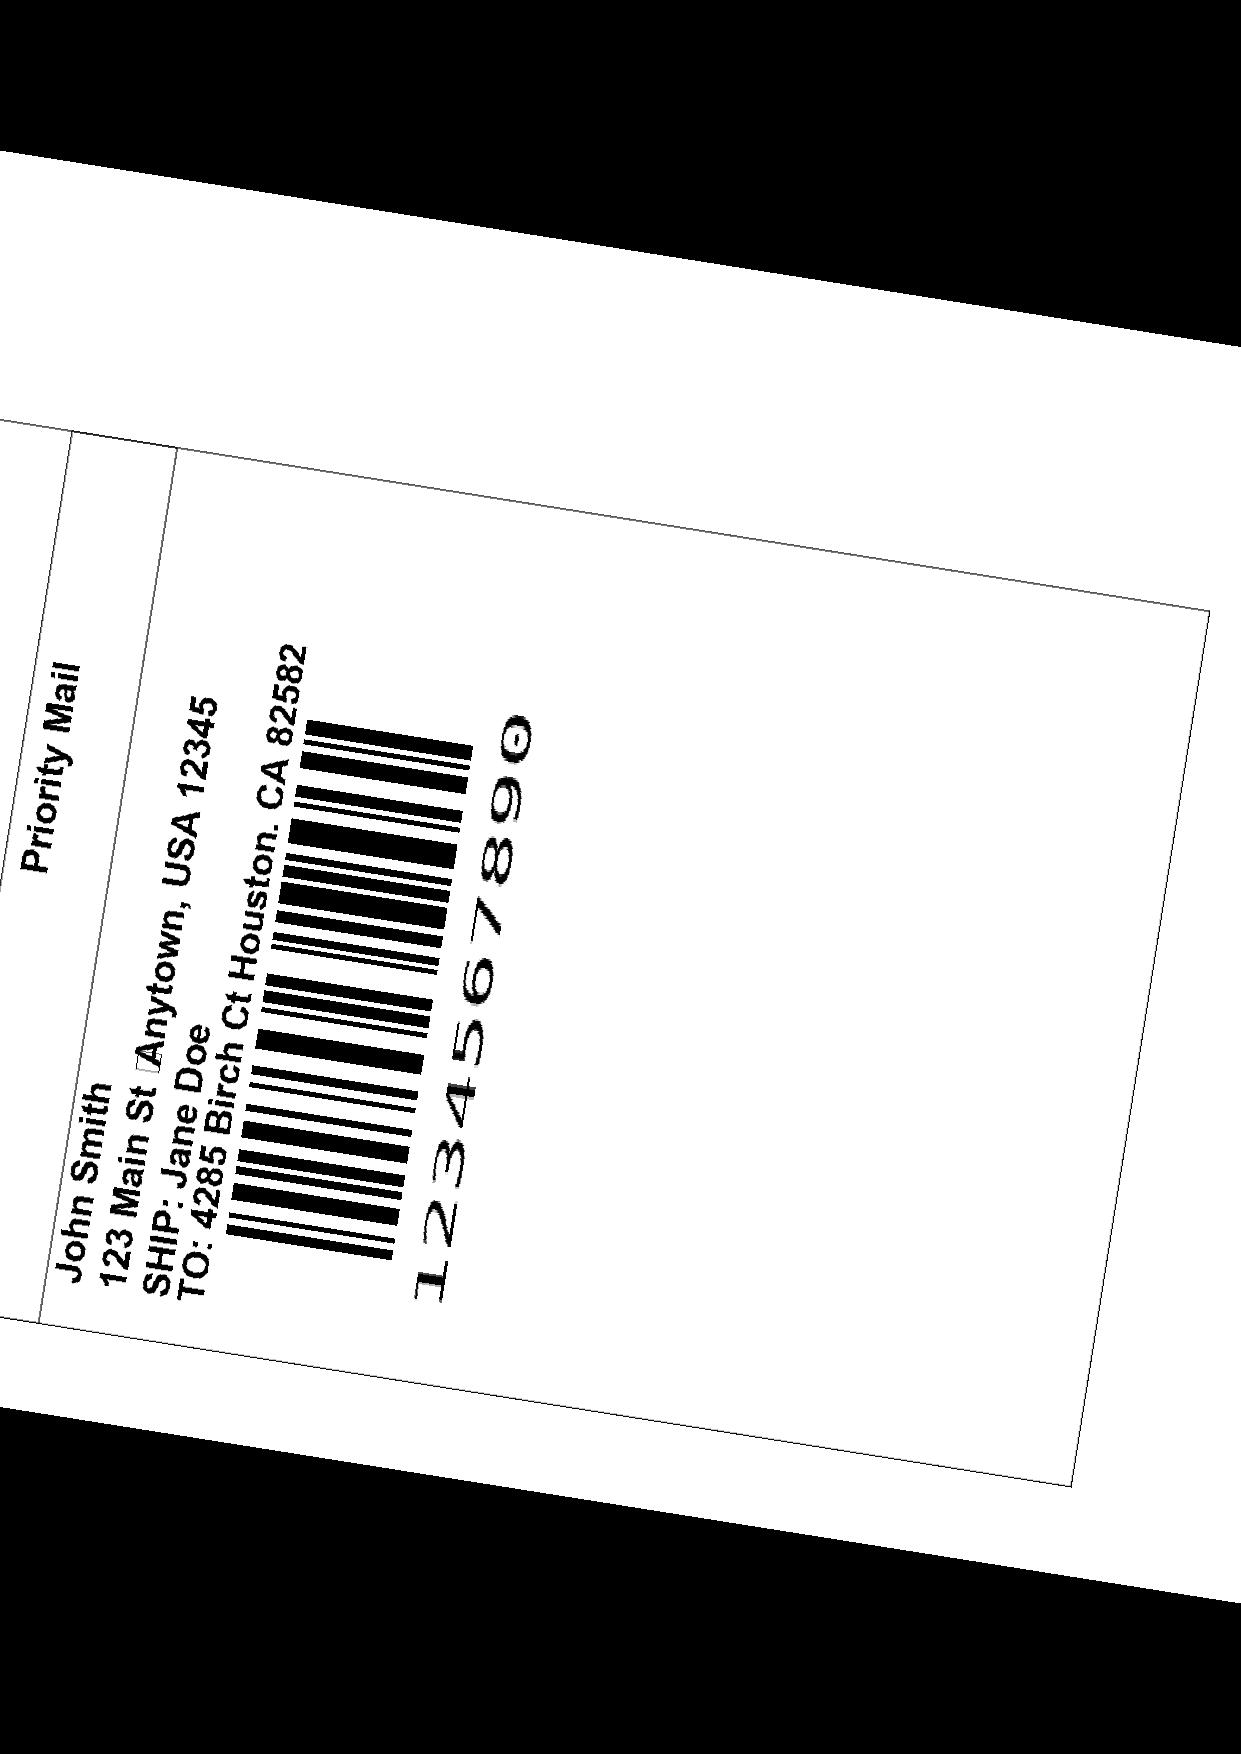 Priority Mail
John Smith
123 Main St Anytown, USA 12345
SHIP: Jane Doe
TO: 4285 Birch Ct Houston. CA 82582
1234567890